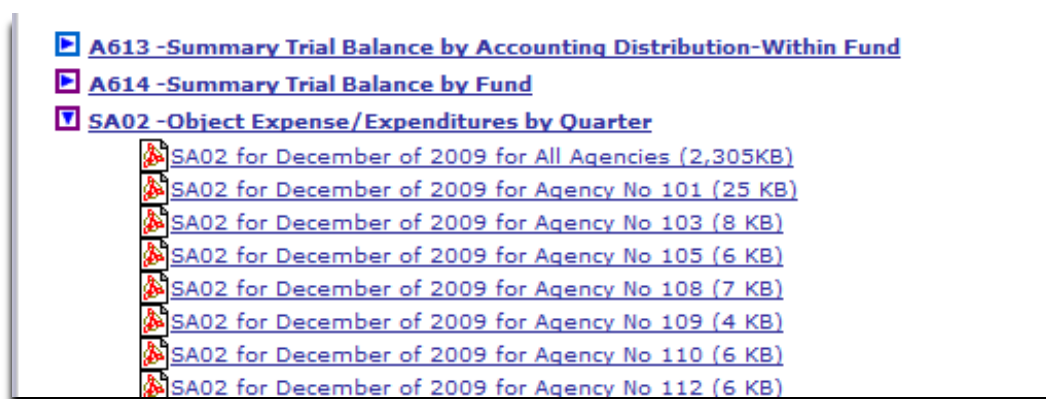 A613 -Summary Trial Balance by Accounting Distribution-Within Fund
A614 -Summary Trial Balance by Fund
SA02 -Object Expense/Expenditures by Quarter
SA02 for December of 2009 for All Agencies (2,305KB)
SA02 for December of 2009 for Agency No 101 (25 KB)
SA02 for December of 2009 for Agency No 103 (8 KB)
SA02 for December of 2009 for Agency No 105 (6 KB)
SA02 for December of 2009 for Agency No 108 (7 KB)
SA02 for December of 2009 for Agency No 109 (4 KB)
SA02 for December of 2009 for Agency No 110 (6 KB)
SA02 for December of 2009 for Agency No 112 (6 KB)